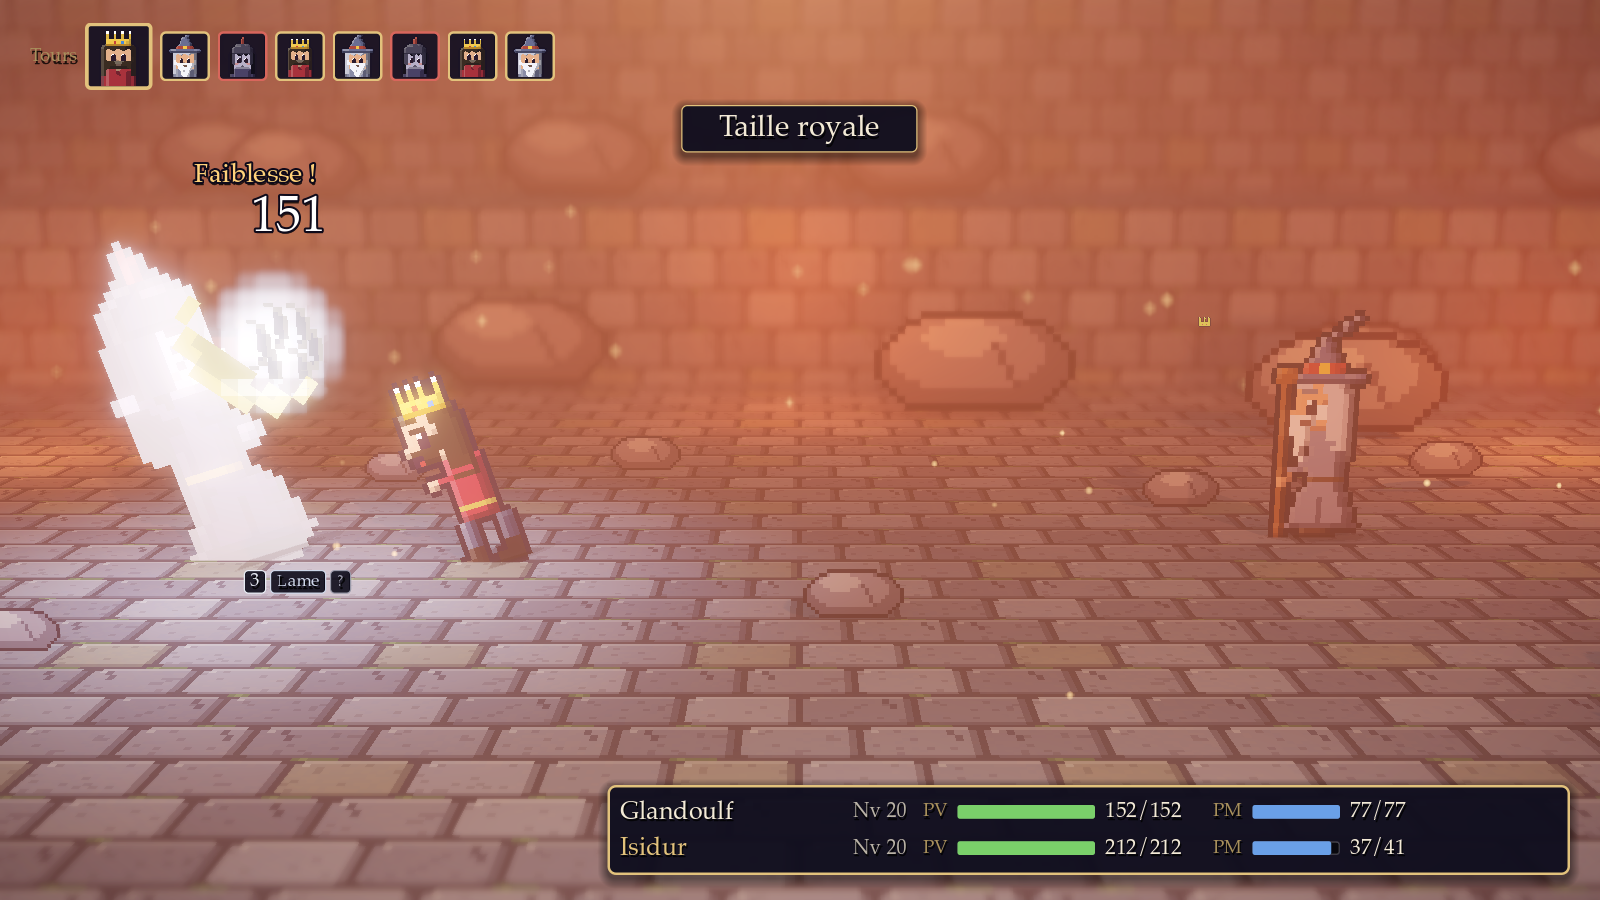 Tours
Taille royale
Faiblesse !
151
3 Lame ?
Glandoulf Nv 20 PV 152/152 PM 77/77
Isidur Nv 20 PV 212/212 PM 37/41